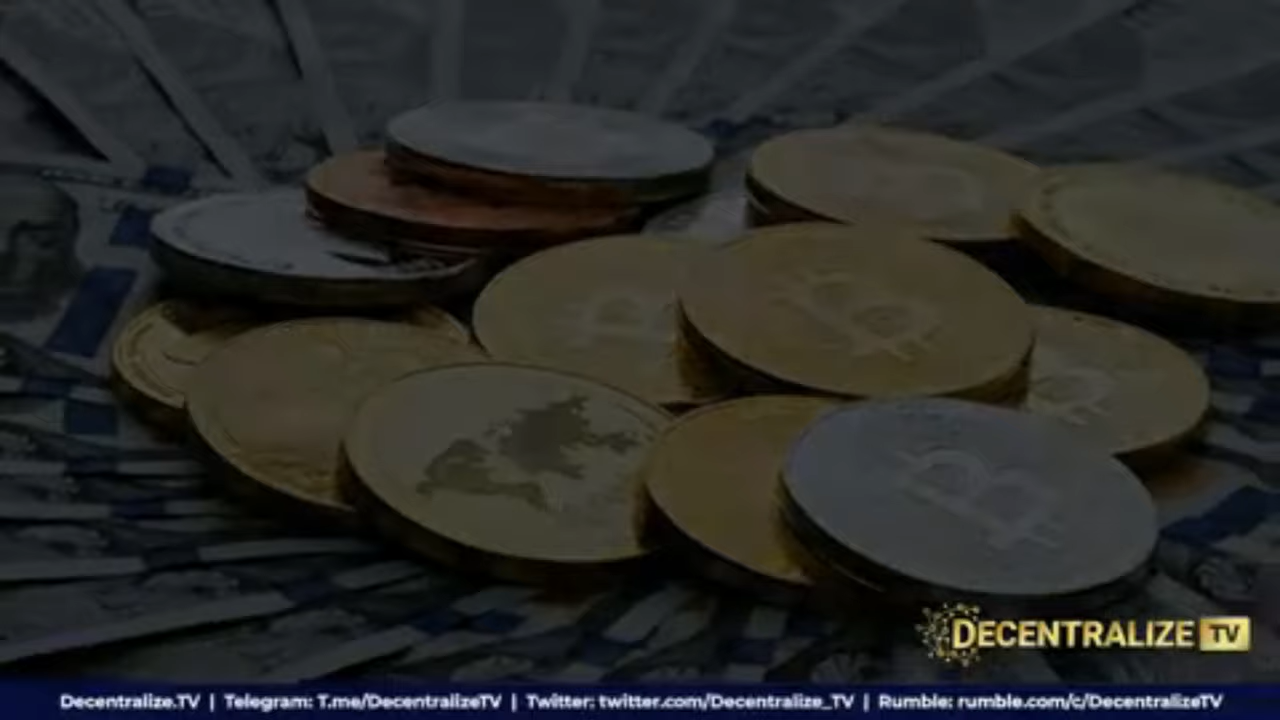 DECENTRALIZE TV
Decentralize.TV | Telegram: T.me/DecentralizeTV | Twitter: twitter.com/Decentralize_TV | Rumble: rumble.com/c/DecentralizeTV